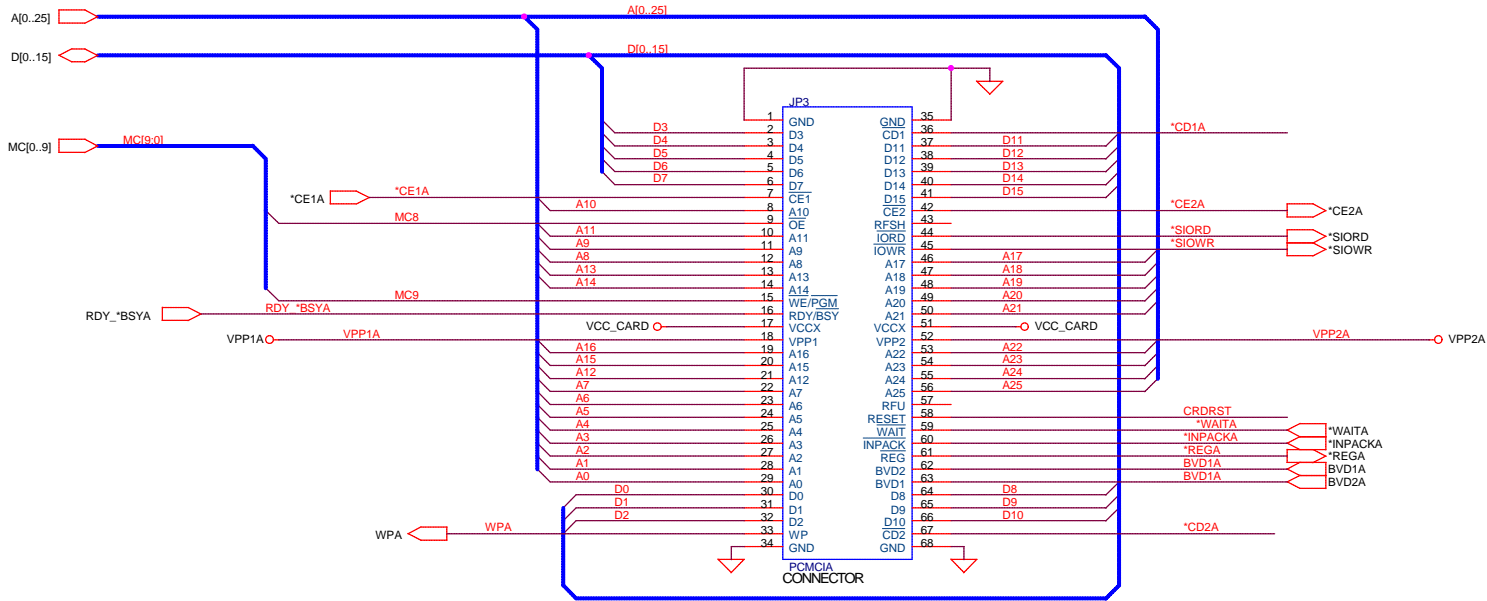 A[0..25] A[0..25]
D[0..15] D[0..15]
JP3
MC[0..9] MC[9:0]
1 GND GND 35
D3 2 D3 CD1 36 *CD1A
D4 3 D4 D11 37 D11
D5 4 D5 D12 38 D12
D6 5 D6 D13 39 D13
D7 6 D7 D14 40 D14
*CE1A *CE1A 7 CE1 D15 41 D15
A10 8 A10 CE2 42 *CE2A *CE2A
MC8 9 OE RFSH 43
A11 10 A11 IORD 44 *SIORD *SIORD
A9 11 A9 IOWR 45 *SIOWR *SIOWR
A8 12 A8 A17 46 A17
A13 13 A13 A18 47 A18
A14 14 A14 A19 48 A19
MC9 15 WE/PGM A20 49 A20
RDY_*BSYA RDY_*BSYA 16 RDY/BSY A21 50 A21
VCC_CARD 17 VCCX VCCX 51 VCC_CARD
VPP1A VPP1A 18 VPP1 VPP2 52 VPP2A VPP2A
A16 19 A16 A22 53 A22
A15 20 A15 A23 54 A23
A12 21 A12 A24 55 A24
A7 22 A7 A25 56 A25
A6 23 A6 RFU 57
A5 24 A5 RESET 58 CRDRST
A4 25 A4 WAIT 59 *WAITA *WAITA
A3 26 A3 INPACK 60 *INPACKA *INPACKA
A2 27 A2 REG 61 *REGA *REGA
A1 28 A1 BVD2 62 BVD1A BVD1A
A0 29 A0 BVD1 63 BVD1A BVD2A
D0 30 D0 D8 64 D8
D1 31 D1 D9 65 D9
D2 32 D2 D10 66 D10
WPA WPA 33 WP CD2 67 *CD2A
34 GND GND 68
PCMCIA
CONNECTOR